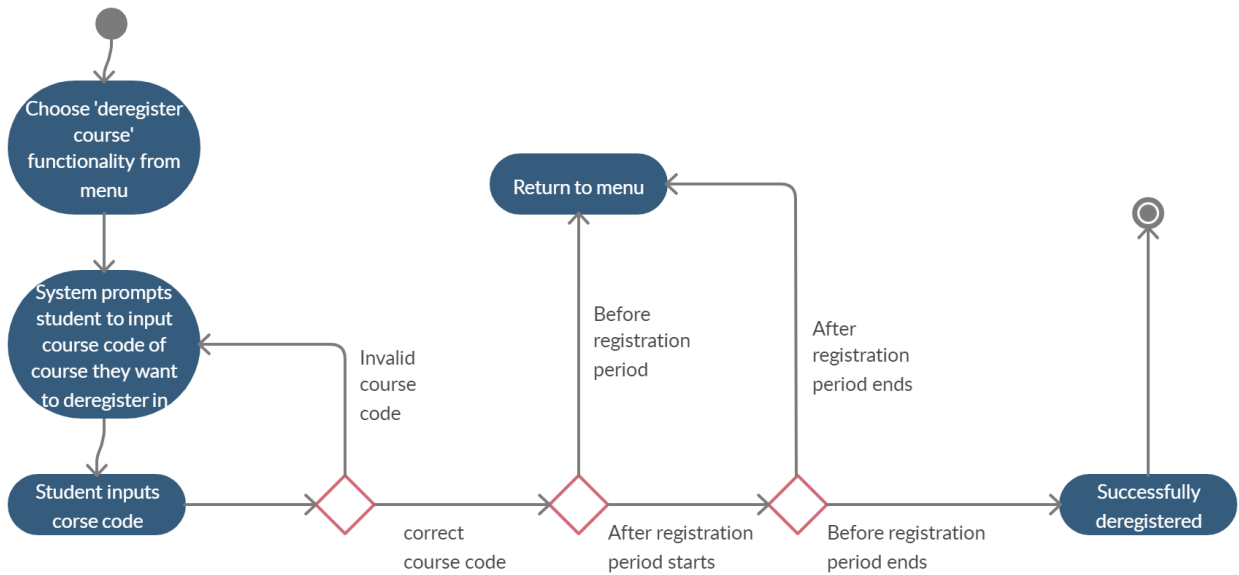 Choose 'deregister
course'
functionality from
menu
System prompts
student to input
course code of
course they want
to deregister in
Student inputs
corse code
Invalid
course
code
correct
course code
Return to menu
Before
registration
period
After registration
period starts
After
registration
period ends
Before registration
period ends
Successfully
deregistered